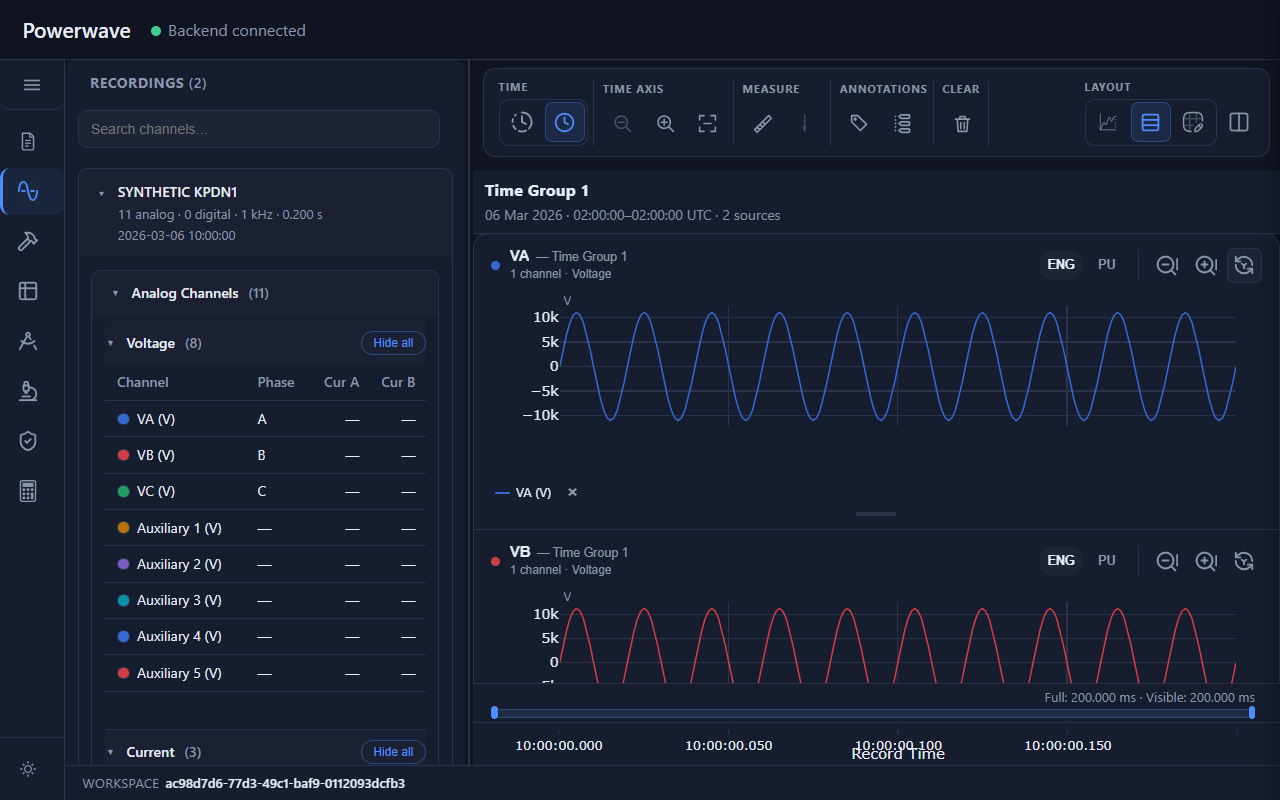 Powerwave Backend connected
RECORDINGS (2)
Search channels...
SYNTHETIC KPDN1
11 analog · 0 digital · 1 kHz · 0.200 s
2026-03-06 10:00:00
Analog Channels (11)
Voltage (8) Hide all
Channel Phase Cur A Cur B
VA (V) A — —
VB (V) B — —
VC (V) C — —
Auxiliary 1 (V) — — —
Auxiliary 2 (V) — — —
Auxiliary 3 (V) — — —
Auxiliary 4 (V) — — —
Auxiliary 5 (V) — — —
Current (3) Hide all
TIME TIME AXIS MEASURE ANNOTATIONS CLEAR LAYOUT
Time Group 1
06 Mar 2026 · 02:00:00–02:00:00 UTC · 2 sources
VA — Time Group 1
1 channel · Voltage
ENG PU
V
10k
5k
0
−5k
−10k
VA (V) ×
VB — Time Group 1
1 channel · Voltage
ENG PU
V
10k
5k
0
Full: 200.000 ms · Visible: 200.000 ms
10:00:00.000 10:00:00.050 10:00:00.100 10:00:00.150
Record Time
WORKSPACE ac98d7d6-77d3-49c1-baf9-0112093dcfb3